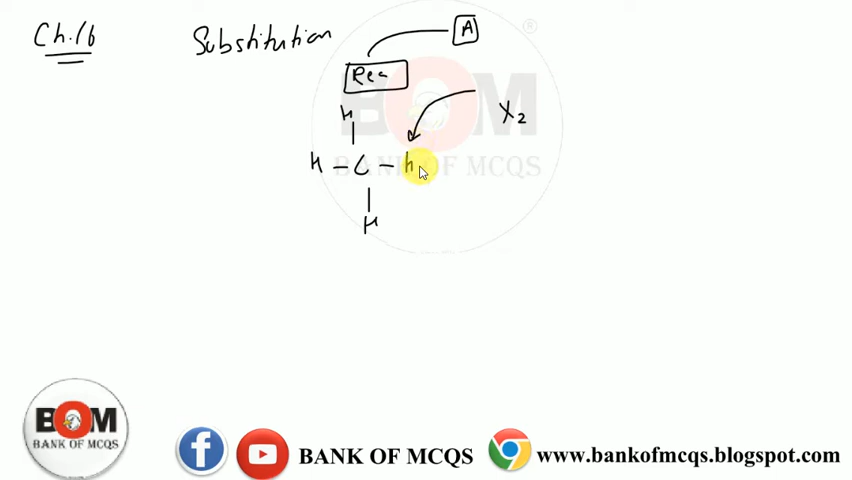 Ch.16 Substitution A
Rea
H
X₂
H – C – h
H
BOM
BANK OF MCQS
®
BOM
BANK OF MCQS
BANK OF MCQS
www.bankofmcqs.blogspot.com